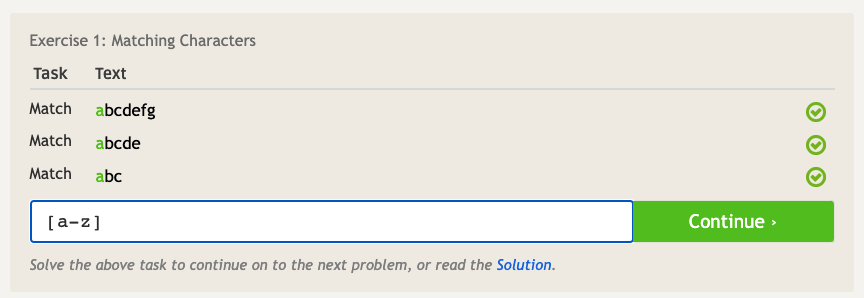 Exercise 1: Matching Characters
Task Text
Match abcdefg
Match abcde
Match abc
[a-z] Continue ›
Solve the above task to continue on to the next problem, or read the Solution.